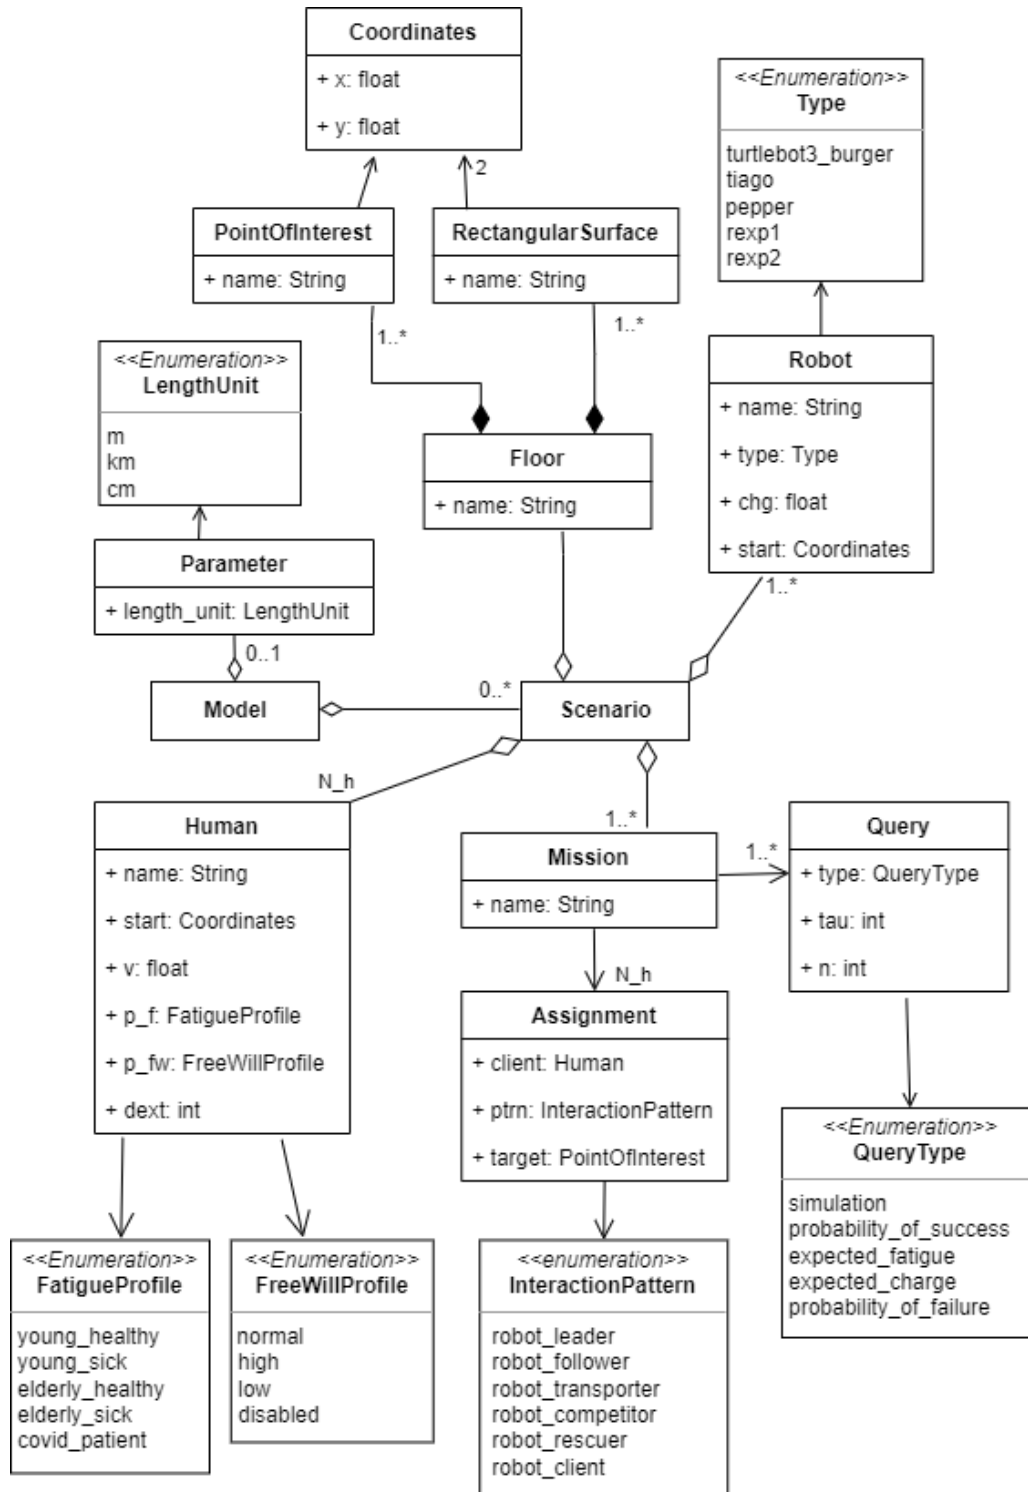 Coordinates
+ x: float
+ y: float
<<Enumeration>>
Type
turtlebot3_burger
tiago
pepper
rexp1
rexp2
2
PointOfInterest
+ name: String
RectangularSurface
+ name: String
1..*
1..*
<<Enumeration>>
LengthUnit
m
km
cm
Robot
+ name: String
+ type: Type
+ chg: float
+ start: Coordinates
Floor
+ name: String
Parameter
+ length_unit: LengthUnit
1..*
0..1
Model
0..*
Scenario
N_h
1..*
Human
+ name: String
+ start: Coordinates
+ v: float
+ p_f: FatigueProfile
+ p_fw: FreeWillProfile
+ dext: int
Mission
+ name: String
1..*
Query
+ type: QueryType
+ tau: int
+ n: int
N_h
Assignment
+ client: Human
+ ptrn: InteractionPattern
+ target: PointOfInterest
<<Enumeration>>
QueryType
simulation
probability_of_success
expected_fatigue
expected_charge
probability_of_failure
<<Enumeration>>
FatigueProfile
young_healthy
young_sick
elderly_healthy
elderly_sick
covid_patient
<<Enumeration>>
FreeWillProfile
normal
high
low
disabled
<<enumeration>>
InteractionPattern
robot_leader
robot_follower
robot_transporter
robot_competitor
robot_rescuer
robot_client